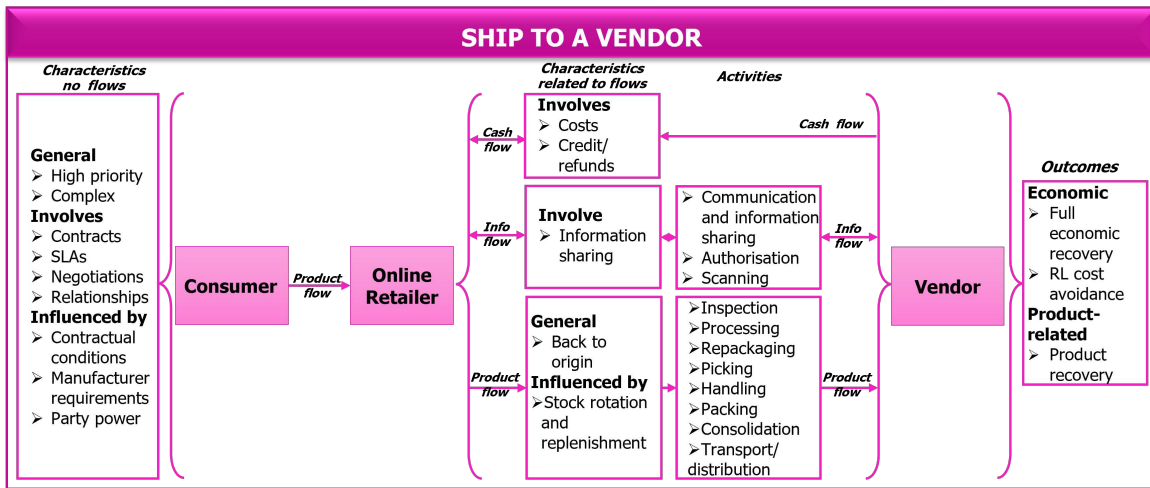 SHIP TO A VENDOR
Characteristics
no flows
General
➢ High priority
➢ Complex
Involves
➢ Contracts
➢ SLAs
➢ Negotiations
➢ Relationships
Influenced by
➢ Contractual
conditions
➢ Manufacturer
requirements
➢ Party power
Consumer
Product
flow
Online
Retailer
Cash
flow
Info
flow
Product
flow
Characteristics
related to flows
Involves
➢ Costs
➢ Credit/
refunds
Involve
➢ Information
sharing
General
➢ Back to
origin
Influenced by
➢Stock rotation
and
replenishment
Activities
Cash flow
➢ Communication
and information
sharing
➢ Authorisation
➢ Scanning
➢Inspection
➢Processing
➢Repackaging
➢Picking
➢Handling
➢Packing
➢Consolidation
➢Transport/
distribution
Info
flow
Product
flow
Vendor
Outcomes
Economic
➢ Full
economic
recovery
➢ RL cost
avoidance
Product-
related
➢ Product
recovery